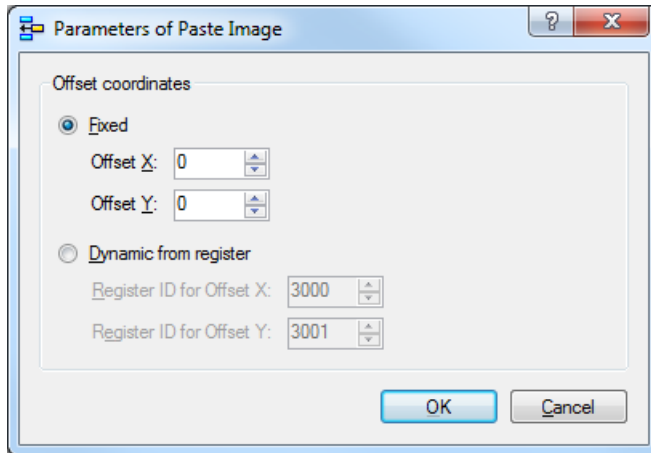 Parameters of Paste Image
Offset coordinates
Fixed
Offset X: 0
Offset Y: 0
Dynamic from register
Register ID for Offset X: 3000
Register ID for Offset Y: 3001
OK Cancel